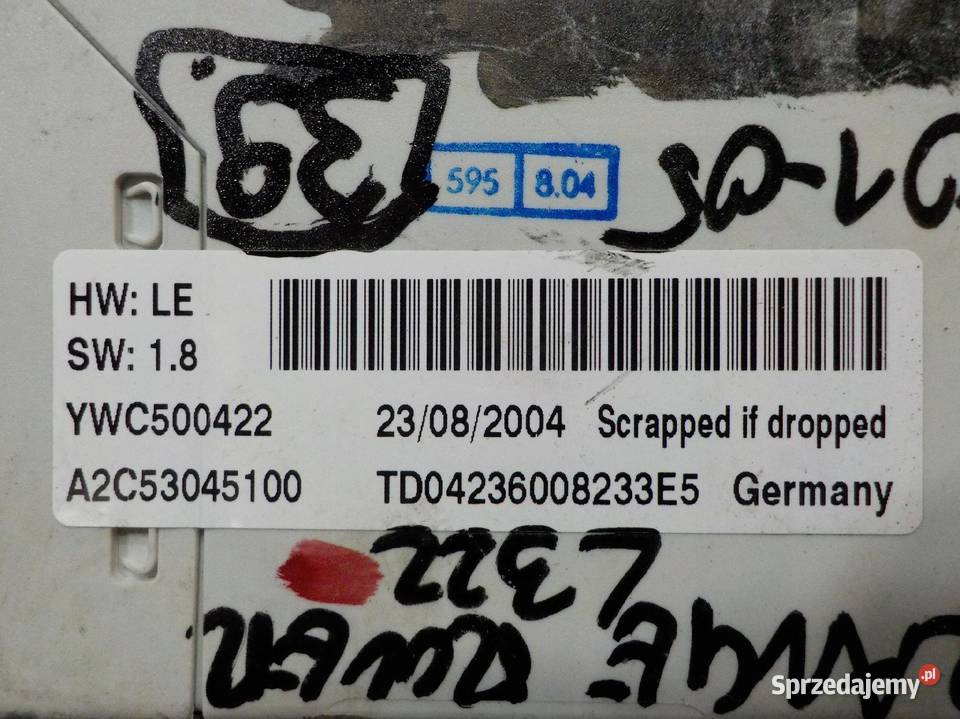 595 8.04
HW: LE
SW: 1.8
YWC500422 23/08/2004 Scrapped if dropped
A2C53045100 TD04236008233E5 Germany
L322
Sprzedajemy.pl